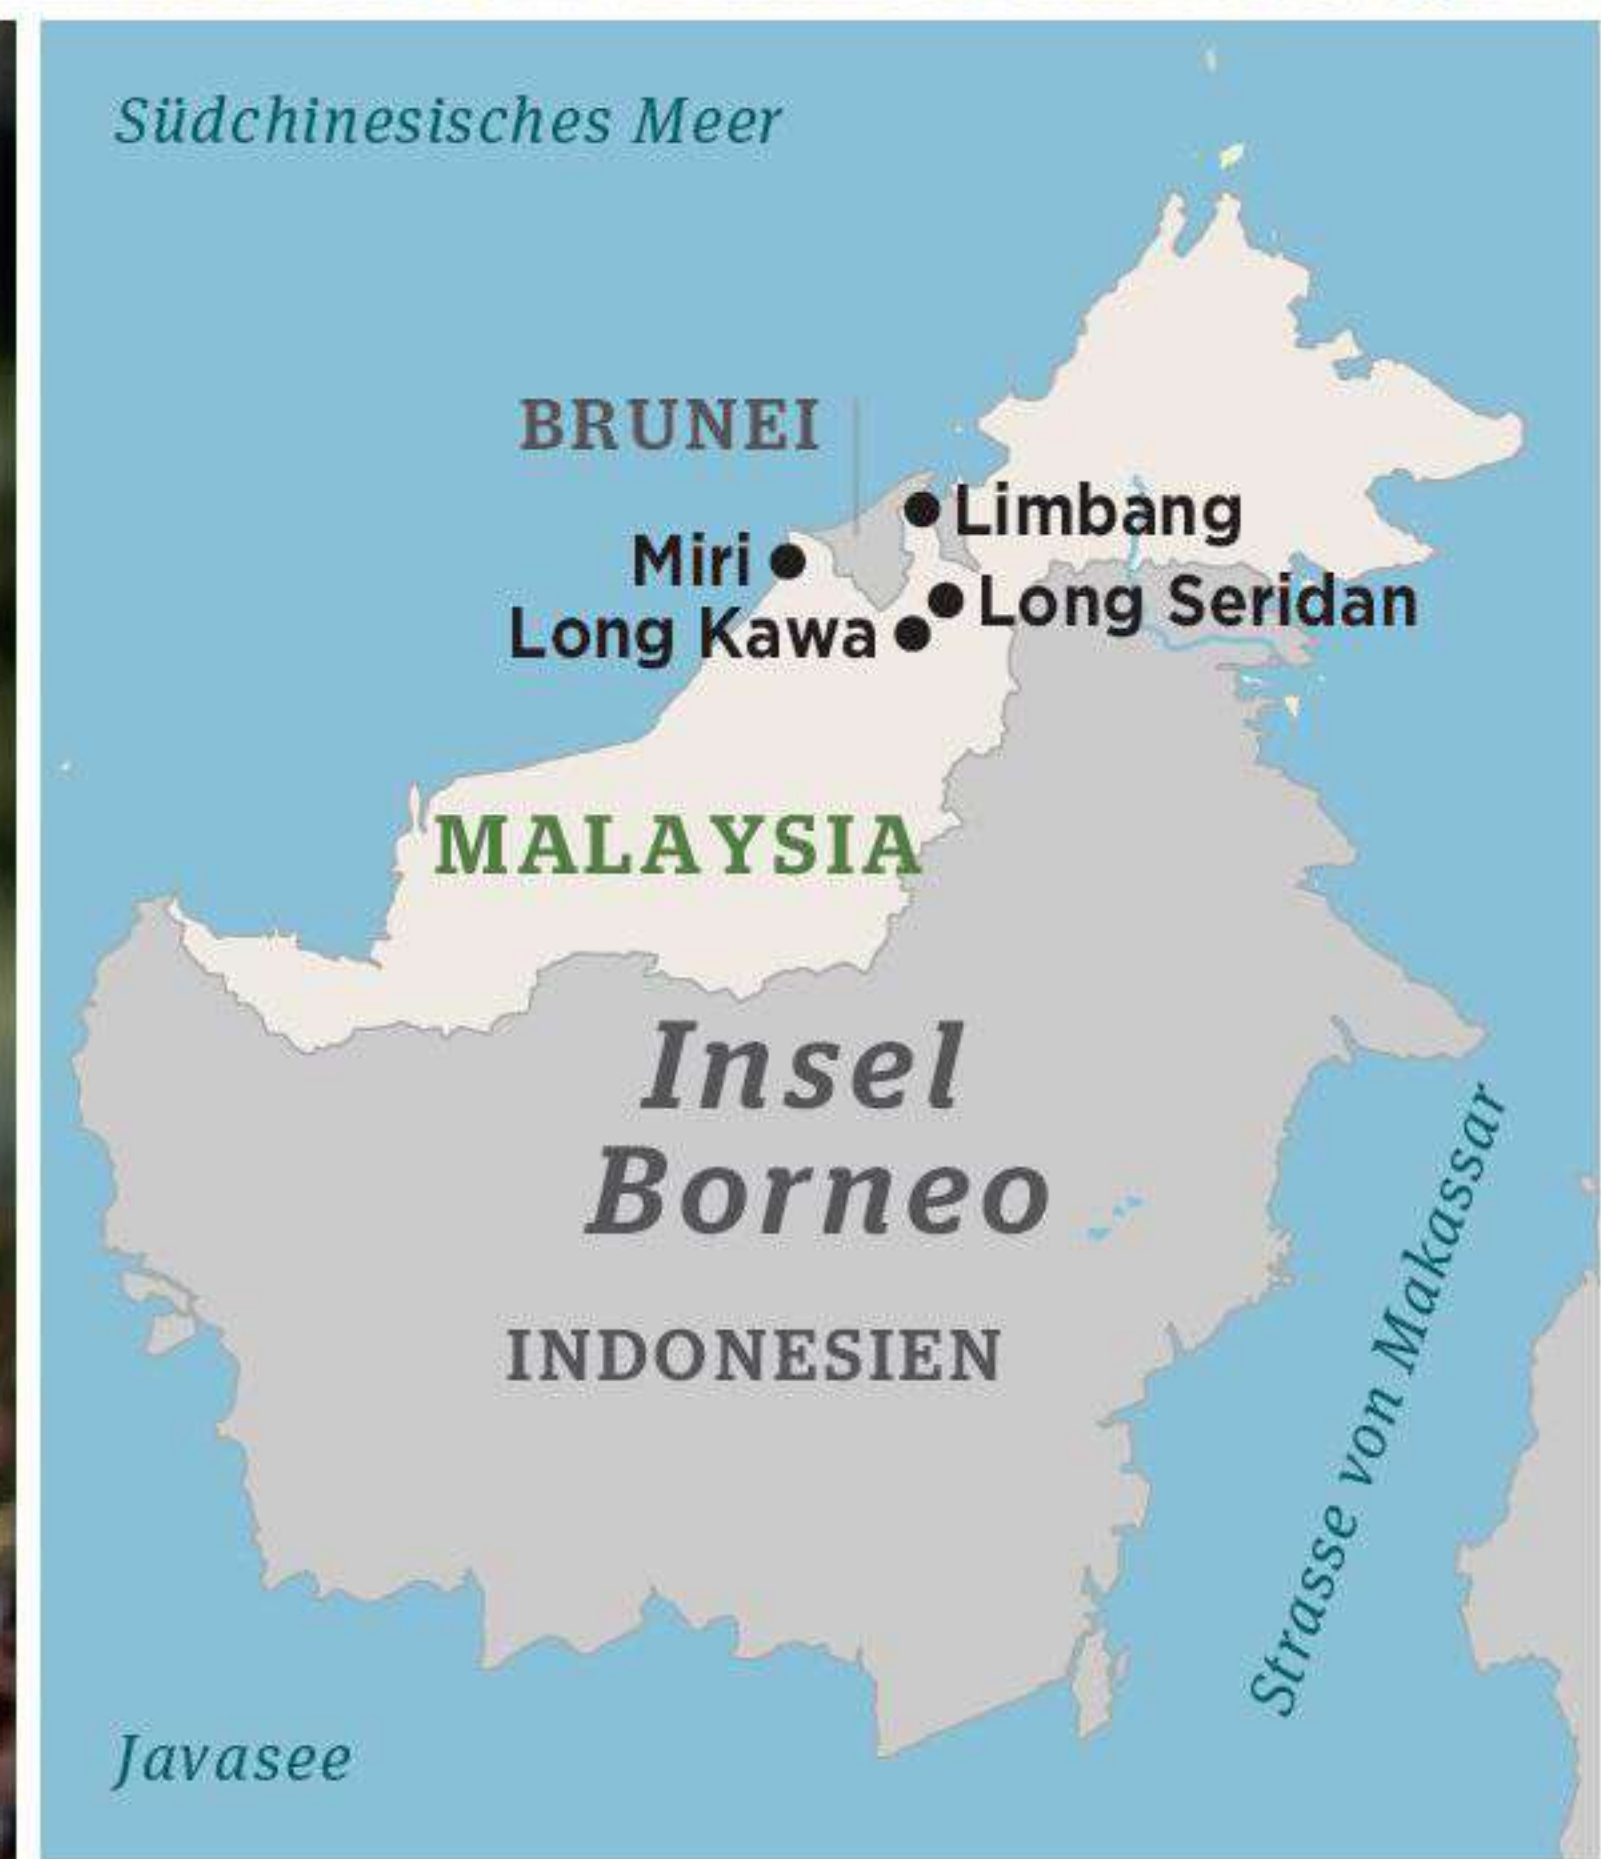 Südchinesisches Meer
BRUNEI
Limbang
Miri
Long Seridan
Long Kawa
MALAYSIA
Insel
Borneo
INDONESIEN
Strasse von Makassar
Javasee